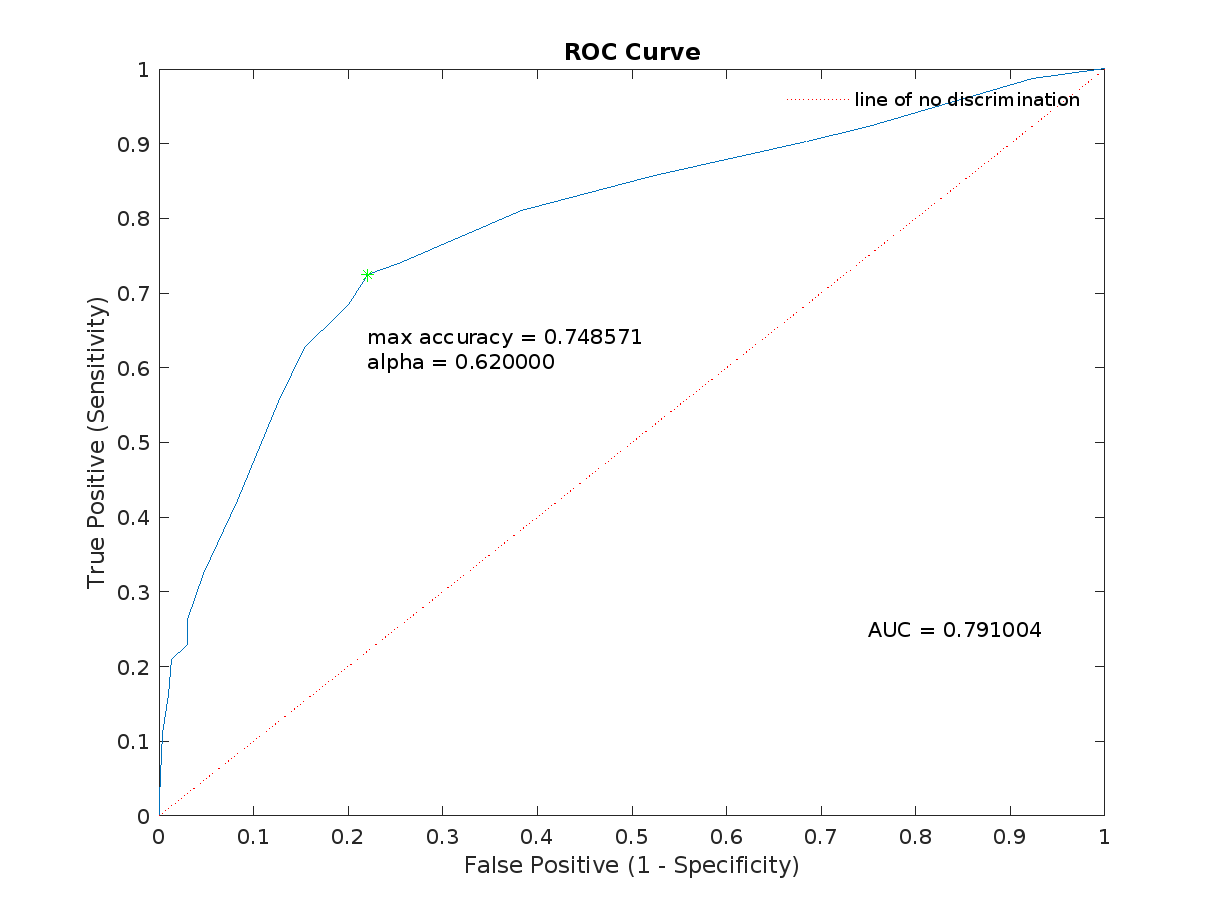 ROC Curve
line of no discrimination
1
0.9
0.8
0.7
0.6
0.5
0.4
0.3
0.2
0.1
0
True Positive (Sensitivity)
max accuracy = 0.748571
alpha = 0.620000
AUC = 0.791004
0 0.1 0.2 0.3 0.4 0.5 0.6 0.7 0.8 0.9 1
False Positive (1 - Specificity)